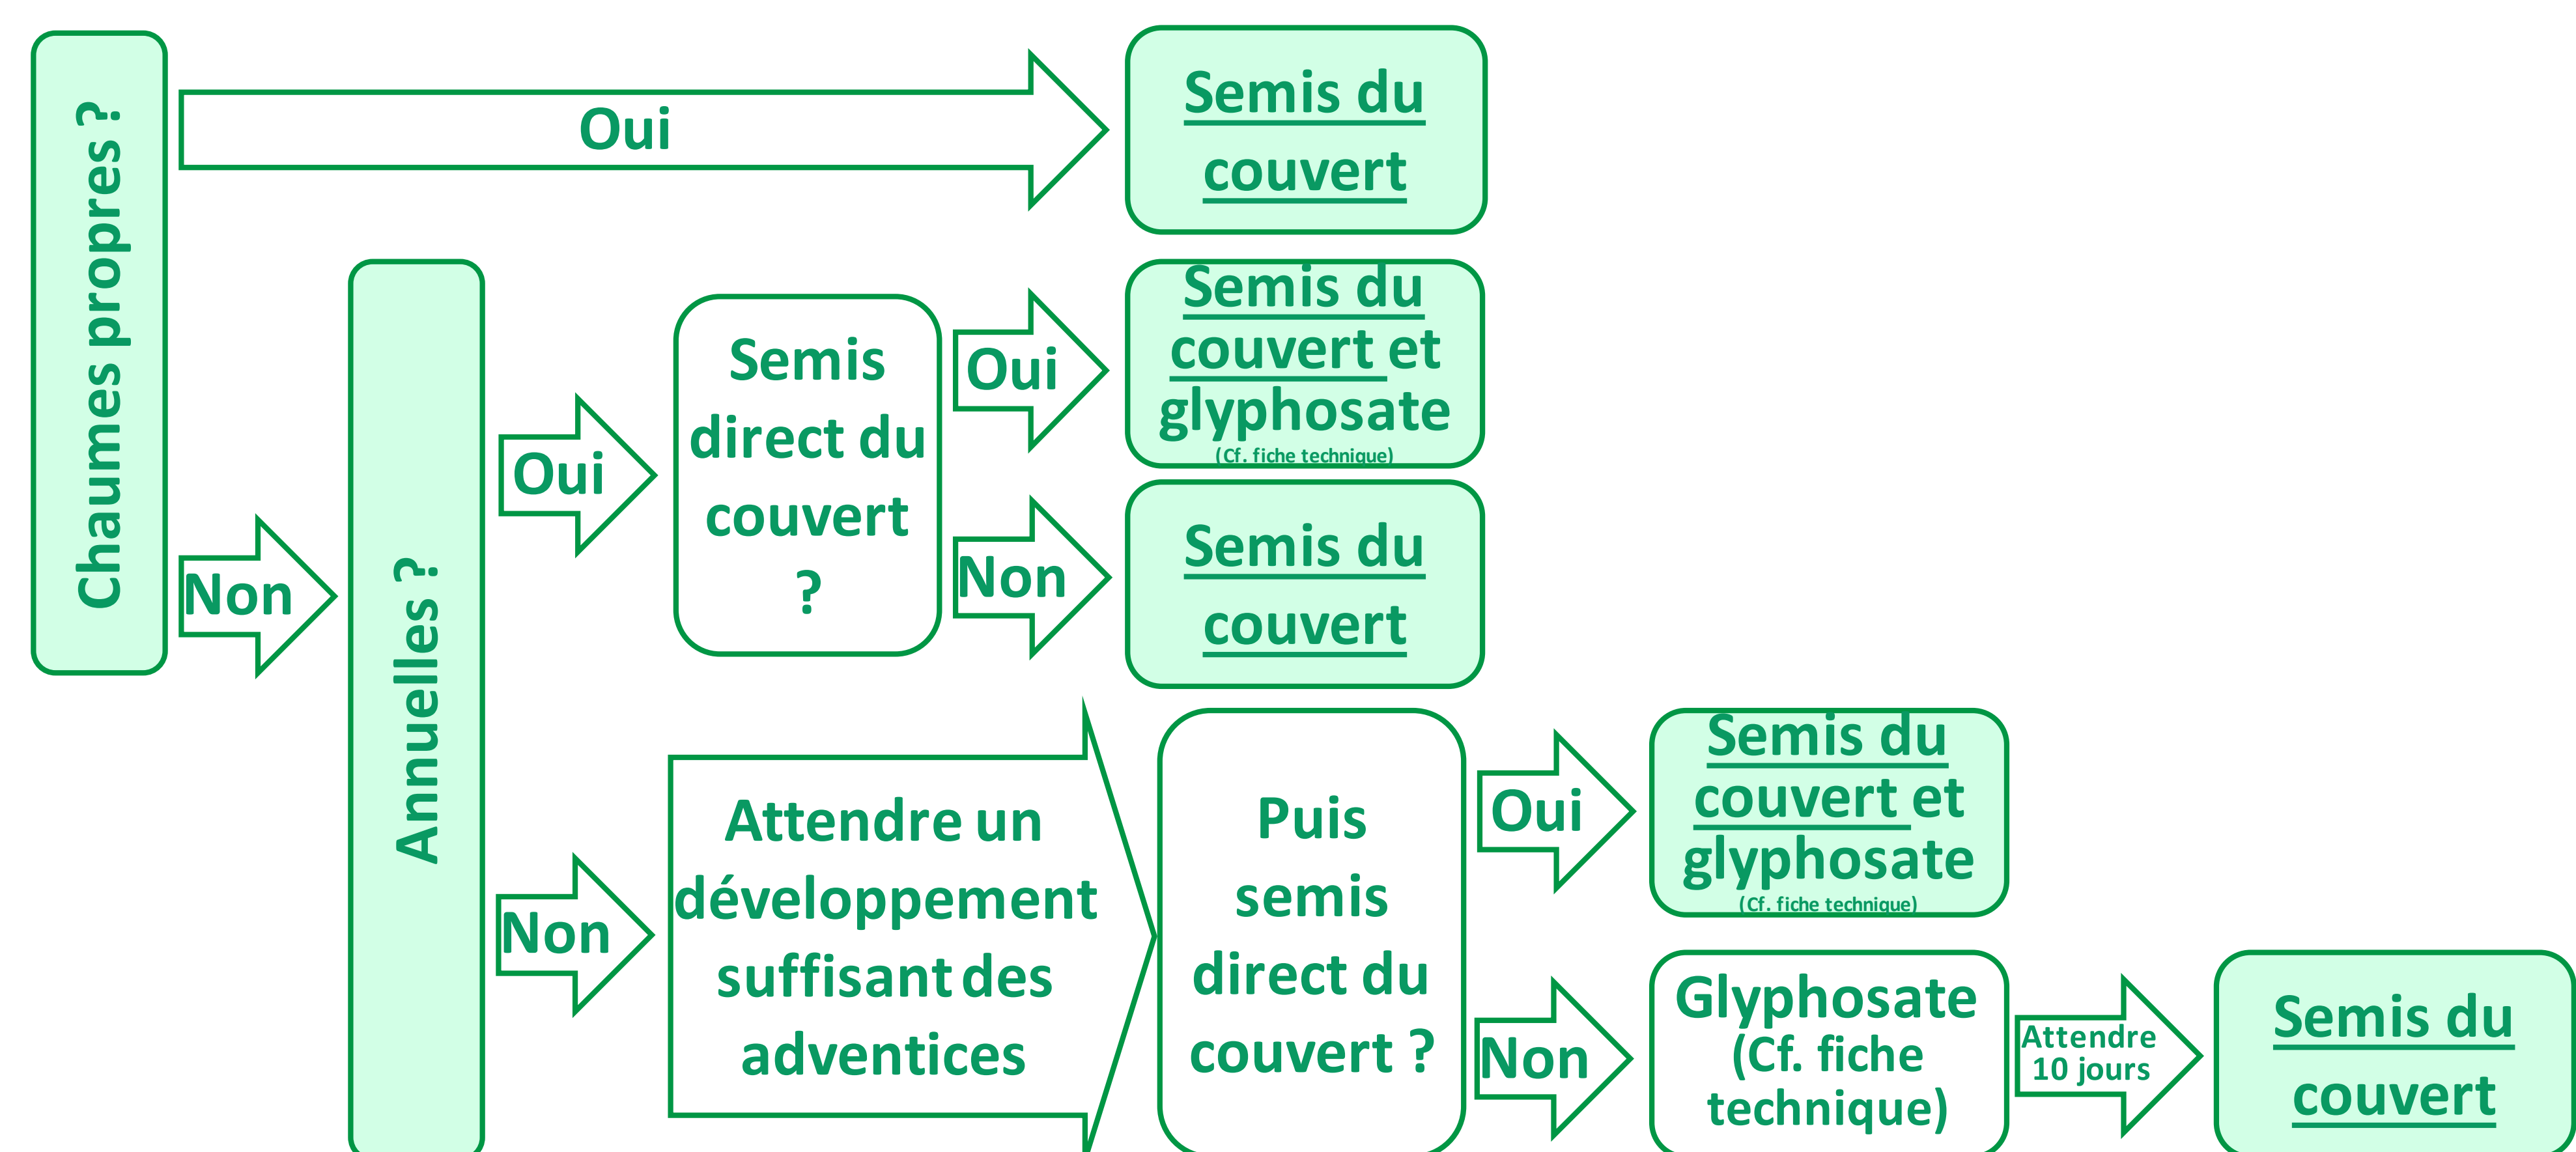 Chaumes propres ?
Oui
Semis du
couvert
Non
Annuelles ?
Oui
Semis
direct du
couvert
?
Oui
Semis du
couvert et
glyphosate
(Cf. fiche technique)
Non
Semis du
couvert
Non
Attendre un
développement
suffisant des
adventices
Puis
semis
direct du
couvert ?
Oui
Semis du
couvert et
glyphosate
(Cf. fiche technique)
Non
Glyphosate
(Cf. fiche
technique)
Attendre
10 jours
Semis du
couvert